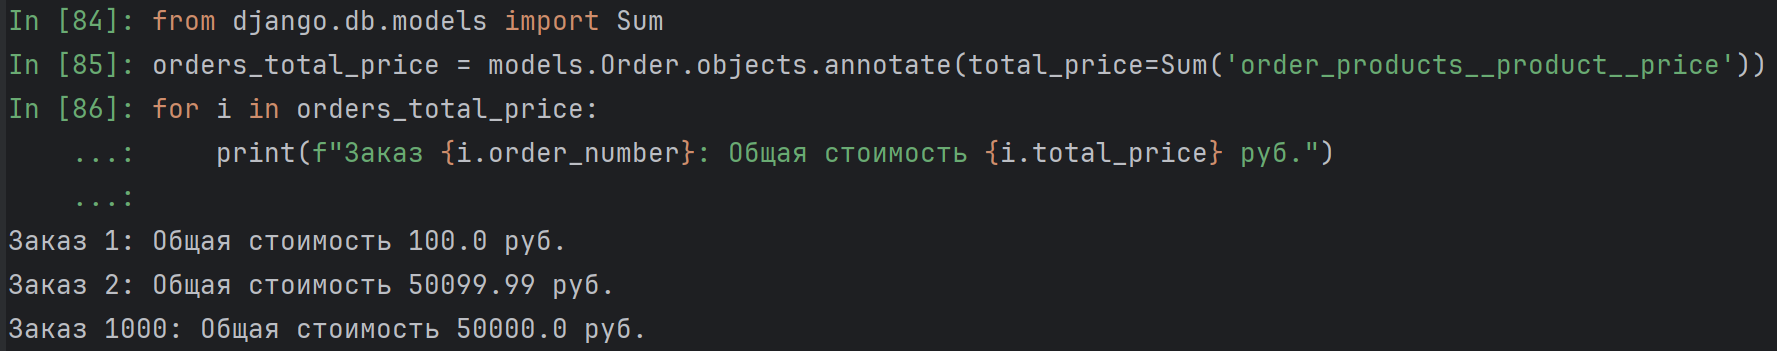 In [84]: from django.db.models import Sum
In [85]: orders_total_price = models.Order.objects.annotate(total_price=Sum('order_products__product__price'))
In [86]: for i in orders_total_price:
    ...:     print(f"Заказ {i.order_number}: Общая стоимость {i.total_price} руб.")
    ...:
Заказ 1: Общая стоимость 100.0 руб.
Заказ 2: Общая стоимость 50099.99 руб.
Заказ 1000: Общая стоимость 50000.0 руб.